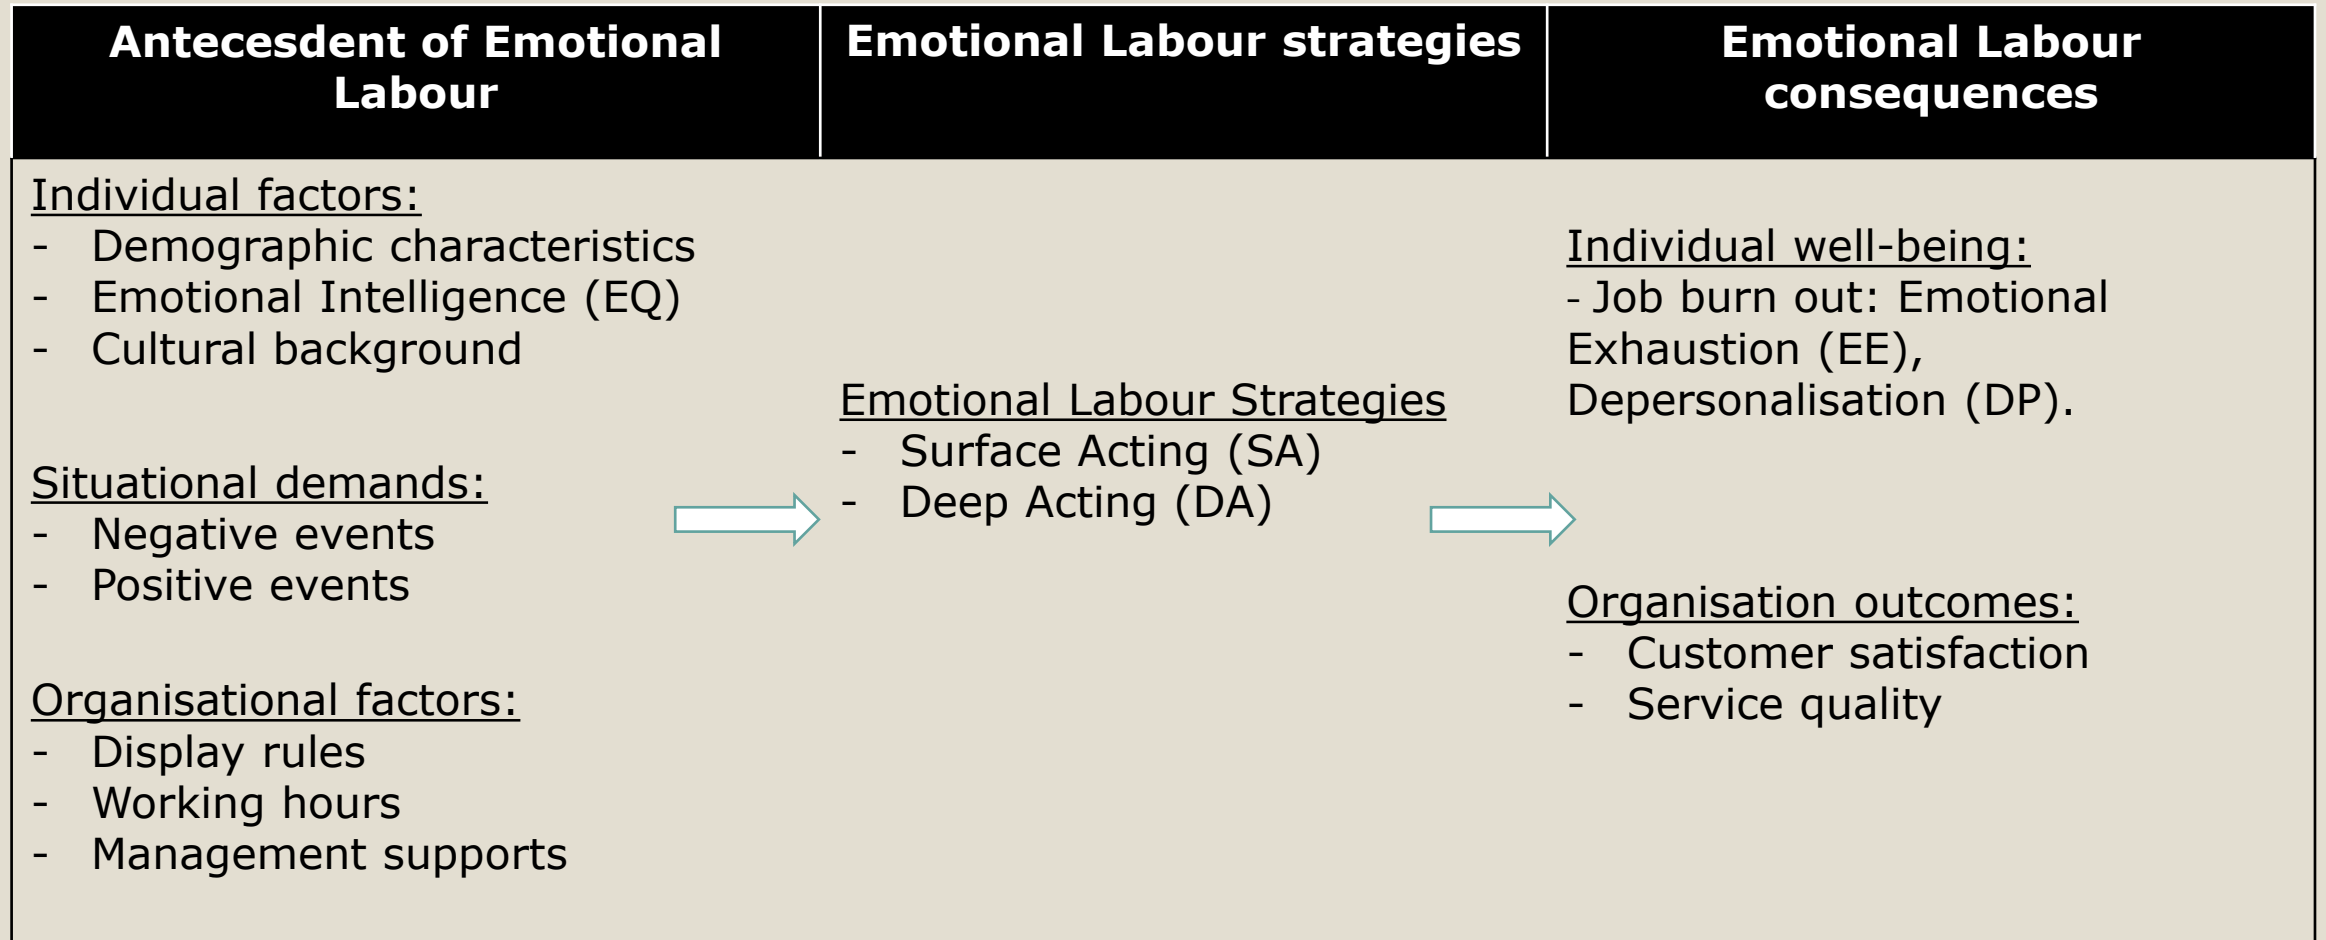 Antecesdent of Emotional
Labour
Emotional Labour strategies
Emotional Labour
consequences
Individual factors:
- Demographic characteristics
- Emotional Intelligence (EQ)
- Cultural background
Situational demands:
- Negative events
- Positive events
Organisational factors:
- Display rules
- Working hours
- Management supports
Emotional Labour Strategies
- Surface Acting (SA)
- Deep Acting (DA)
Individual well-being:
- Job burn out: Emotional
Exhaustion (EE),
Depersonalisation (DP).
Organisation outcomes:
- Customer satisfaction
- Service quality